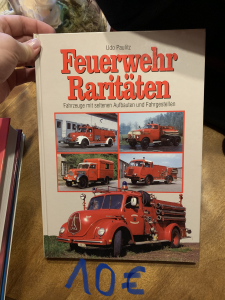 Udo Paulitz
Feuerwehr
Raritäten
Fahrzeuge mit seltenen Aufbauten und Fahrgestellen
10€